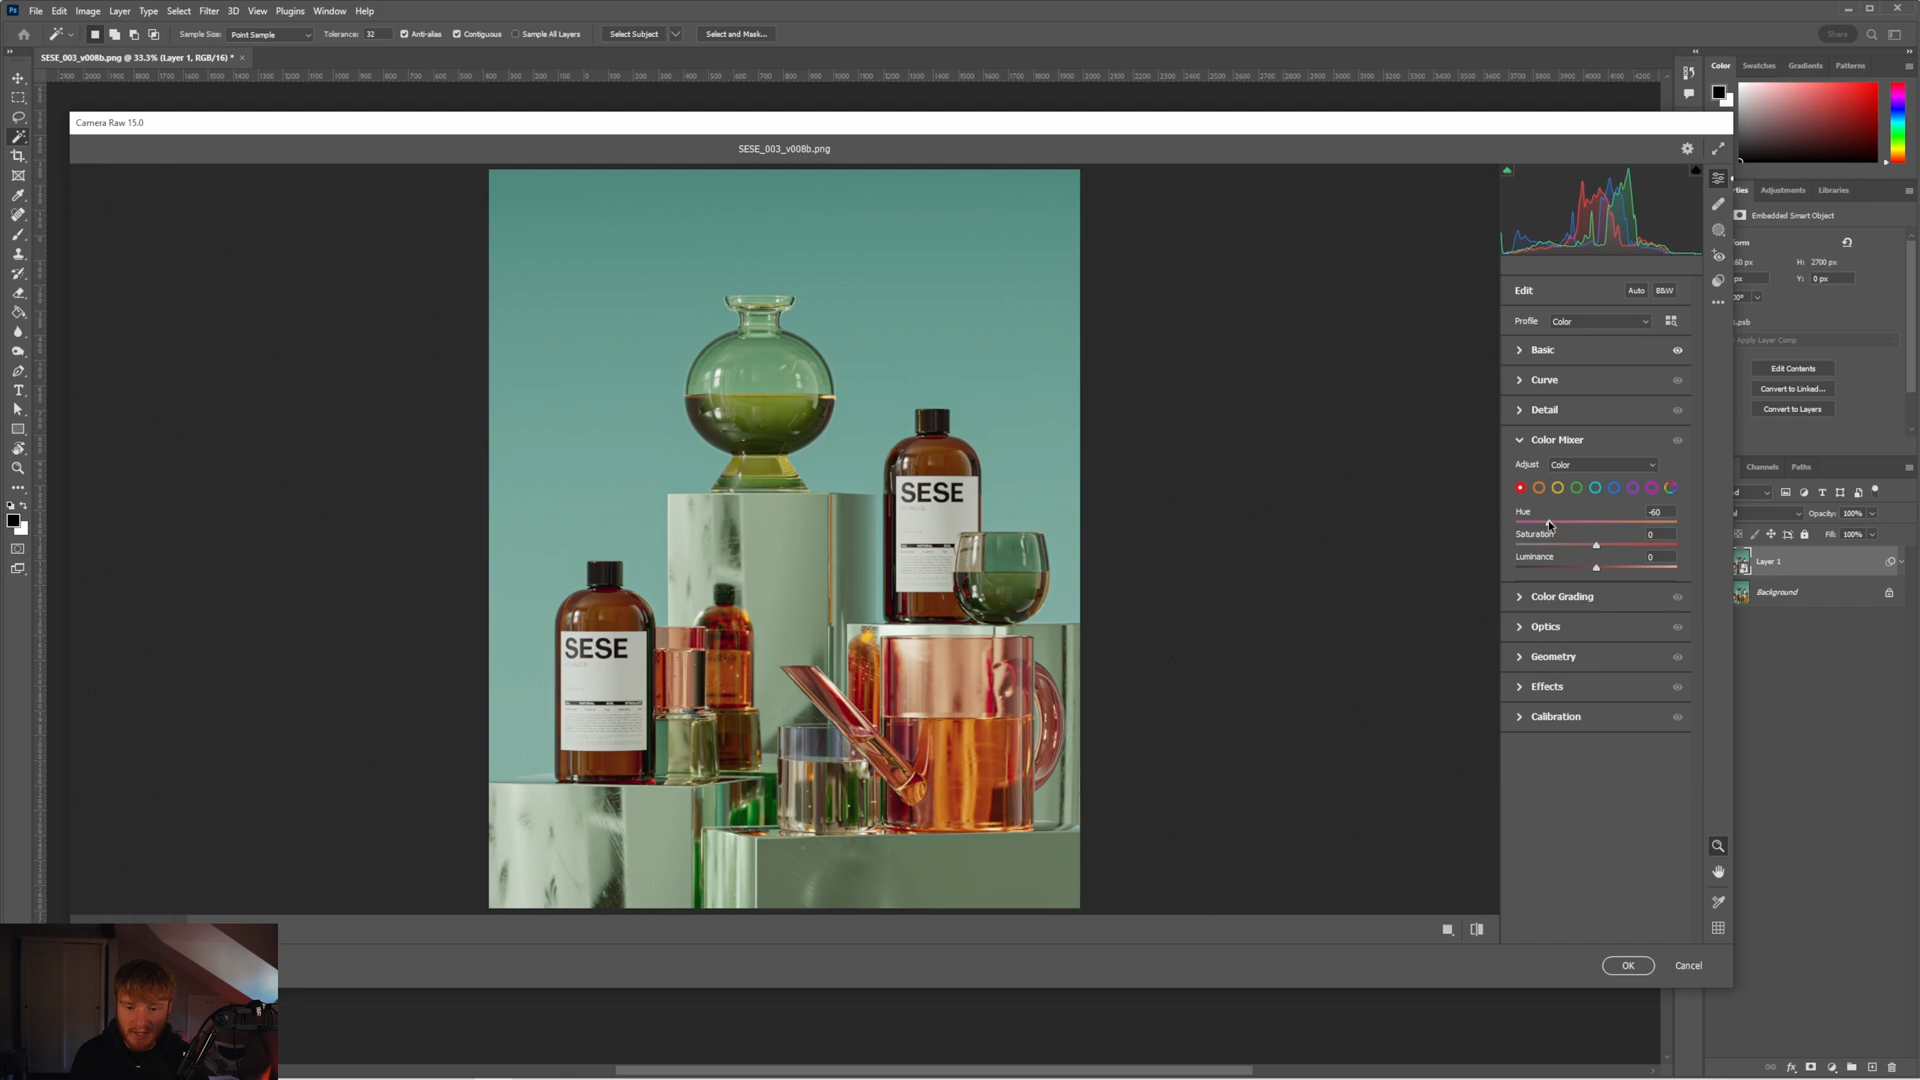 Ps File Edit Image Layer Type Select Filter 3D View Plugins Window Help
Sample Size: Point Sample Tolerance: 32 Anti-alias Contiguous Sample All Layers Select Subject Select and Mask... Share
SESE_003_v008b.png @ 33.3% (Layer 1, RGB/16) *
Color Swatches Gradients Patterns
Camera Raw 15.0
SESE_003_v008b.png
Edit Auto B&W
Profile Color
Basic
Curve
Detail
Color Mixer
Adjust Color
Hue -60
Saturation 0
Luminance 0
Color Grading
Optics
Geometry
Effects
Calibration
OK Cancel
SESE
SESE
Adjustments Libraries
Embedded Smart Object
H: 2700 px
Y: 0 px
Apply Layer Comp
Edit Contents
Convert to Linked...
Convert to Layers
Channels Paths
Opacity: 100%
Fill: 100%
Layer 1
Background